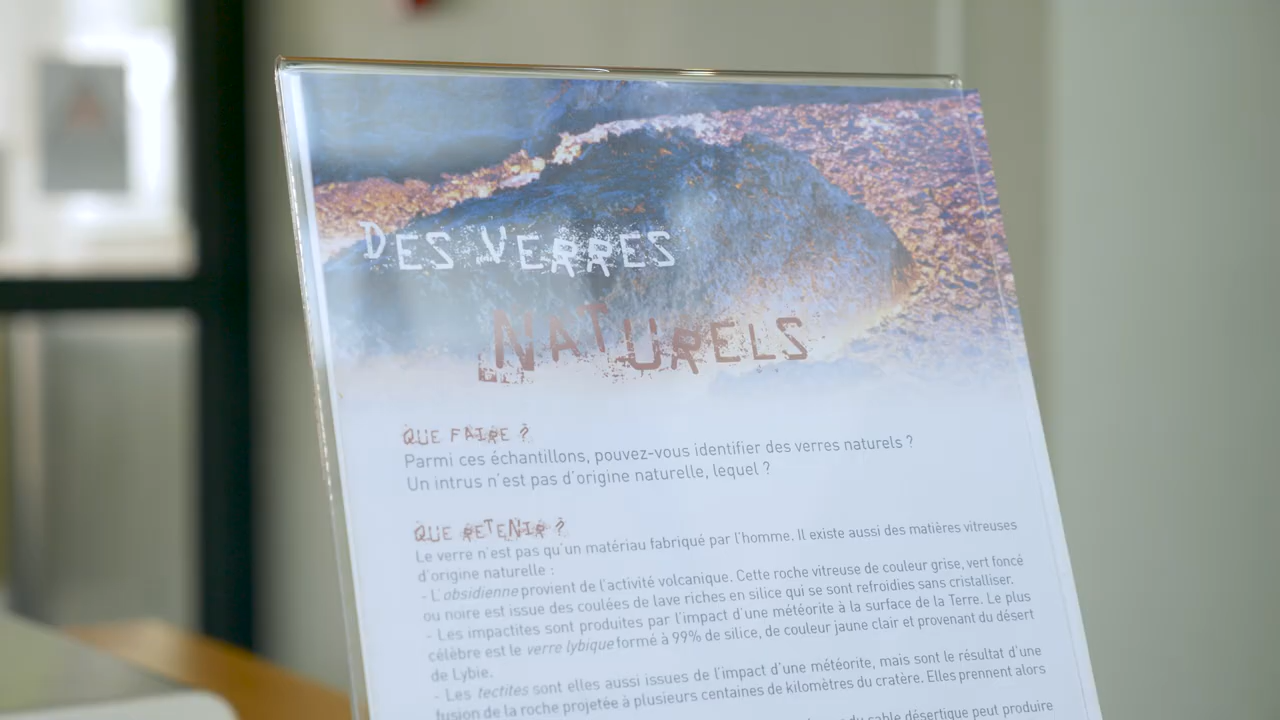 DES VERRES
NATURELS
QUE FAIRE ?
Parmi ces échantillons, pouvez-vous identifier des verres naturels ?
Un intrus n'est pas d'origine naturelle, lequel ?
QUE RETENIR ?
Le verre n'est pas qu'un matériau fabriqué par l'homme. Il existe aussi des matières vitreuses
d'origine naturelle :
- L'obsidienne provient de l'activité volcanique. Cette roche vitreuse de couleur grise, vert foncé
ou noire est issue des coulées de lave riches en silice qui se sont refroidies sans cristalliser.
- Les impactites sont produites par l'impact d'une météorite à la surface de la Terre. Le plus
célèbre est le verre lybique formé à 99% de silice, de couleur jaune clair et provenant du désert
de Lybie.
- Les tectites sont elles aussi issues de l'impact d'une météorite, mais sont le résultat d'une
fusion de la roche projetée à plusieurs centaines de kilomètres du cratère. Elles prennent alors
du sable désertique peut produire